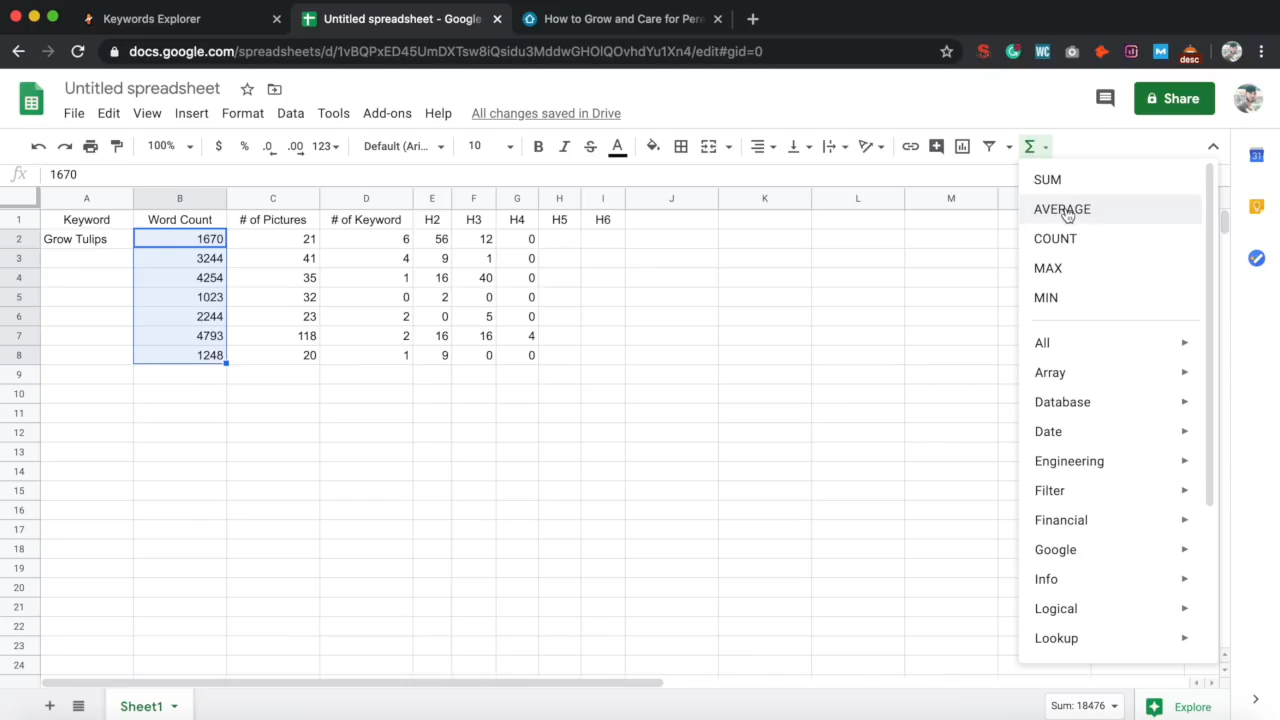 Keywords Explorer
Untitled spreadsheet - Google
How to Grow and Care for Per
docs.google.com/spreadsheets/d/1vBQPxED45UmDXTsw8iQsidu3MddwGHOlQOvhdYu1Xn4/edit#gid=0
WC
desc
Untitled spreadsheet
File Edit View Insert Format Data Tools Add-ons Help All changes saved in Drive
Share
100% $ % .0 .00 123 Default (Ari... 10 B I S A Σ
fx 1670
A B C D E F G H I J K L M
1 Keyword Word Count # of Pictures # of Keyword H2 H3 H4 H5 H6
2 Grow Tulips 1670 21 6 56 12 0
3 3244 41 4 9 1 0
4 4254 35 1 16 40 0
5 1023 32 0 2 0 0
6 2244 23 2 0 5 0
7 4793 118 2 16 16 4
8 1248 20 1 9 0 0
9
10
11
12
13
14
15
16
17
18
19
20
21
22
23
24
SUM
AVERAGE
COUNT
MAX
MIN
All
Array
Database
Date
Engineering
Filter
Financial
Google
Info
Logical
Lookup
31
Sheet1
Sum: 18476
Explore